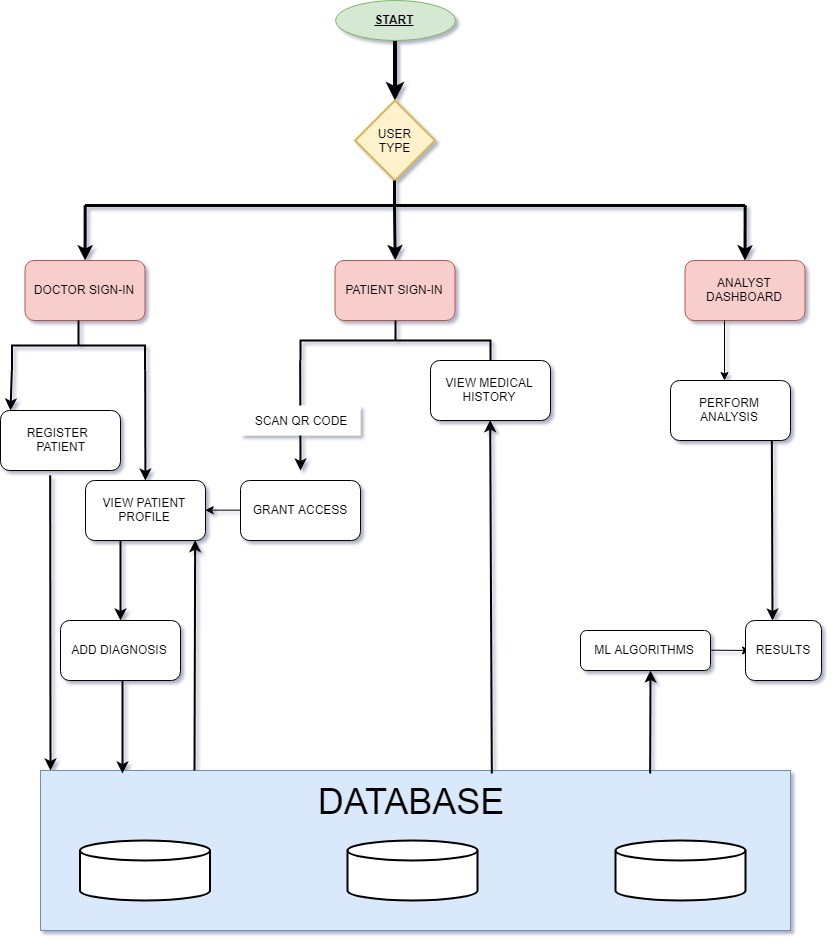 START
USER
TYPE
DOCTOR SIGN-IN
PATIENT SIGN-IN
ANALYST
DASHBOARD
VIEW MEDICAL
HISTORY
PERFORM
ANALYSIS
SCAN QR CODE
REGISTER
PATIENT
VIEW PATIENT
PROFILE
GRANT ACCESS
ADD DIAGNOSIS
ML ALGORITHMS
RESULTS
DATABASE